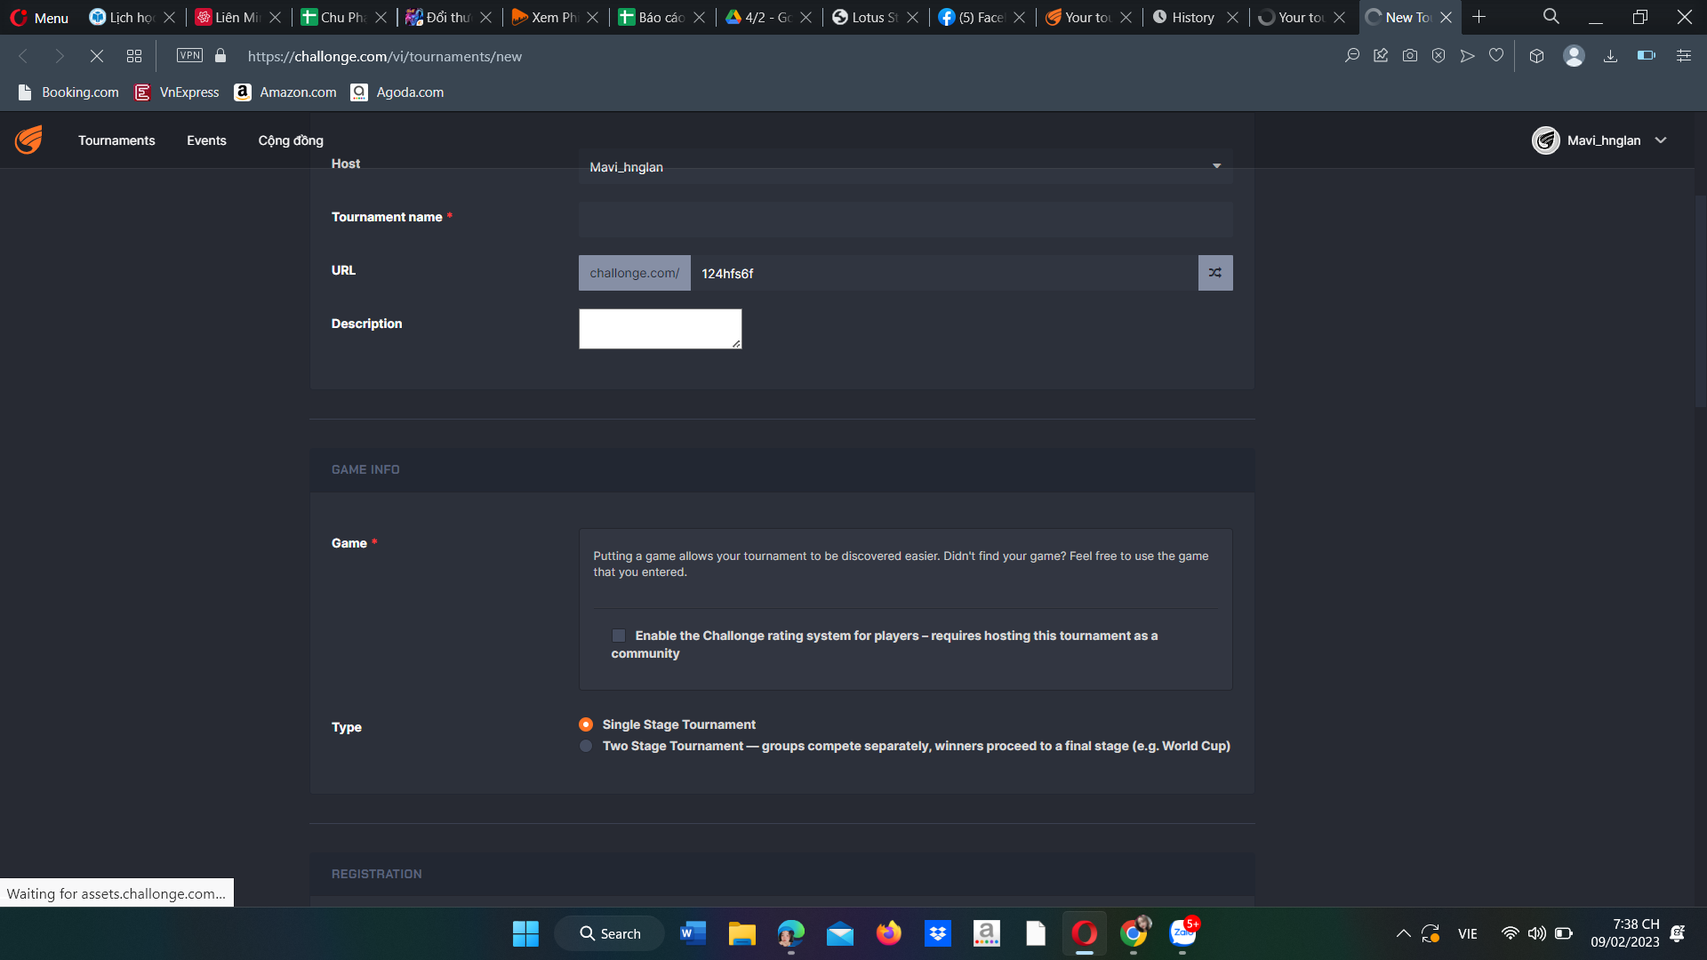 Menu
Lịch họ
Liên Mi
Chu Ph
Đổi thu
Xem Ph
Báo cáo
4/2 - Go
Lotus St
(5) Face
Your to
History
Your to
New To
VPN
https://challonge.com/vi/tournaments/new
Booking.com
VnExpress
Amazon.com
Agoda.com
Tournaments
Events
Cộng đồng
Mavi_hnglan
Host
Mavi_hnglan
Tournament name *
URL
challonge.com/
124hfs6f
Description
GAME INFO
Game *
Putting a game allows your tournament to be discovered easier. Didn't find your game? Feel free to use the game
that you entered.
Enable the Challonge rating system for players – requires hosting this tournament as a
community
Type
Single Stage Tournament
Two Stage Tournament — groups compete separately, winners proceed to a final stage (e.g. World Cup)
REGISTRATION
Waiting for assets.challonge.com...
Search
5+
Zalo
VIE
7:38 CH
09/02/2023